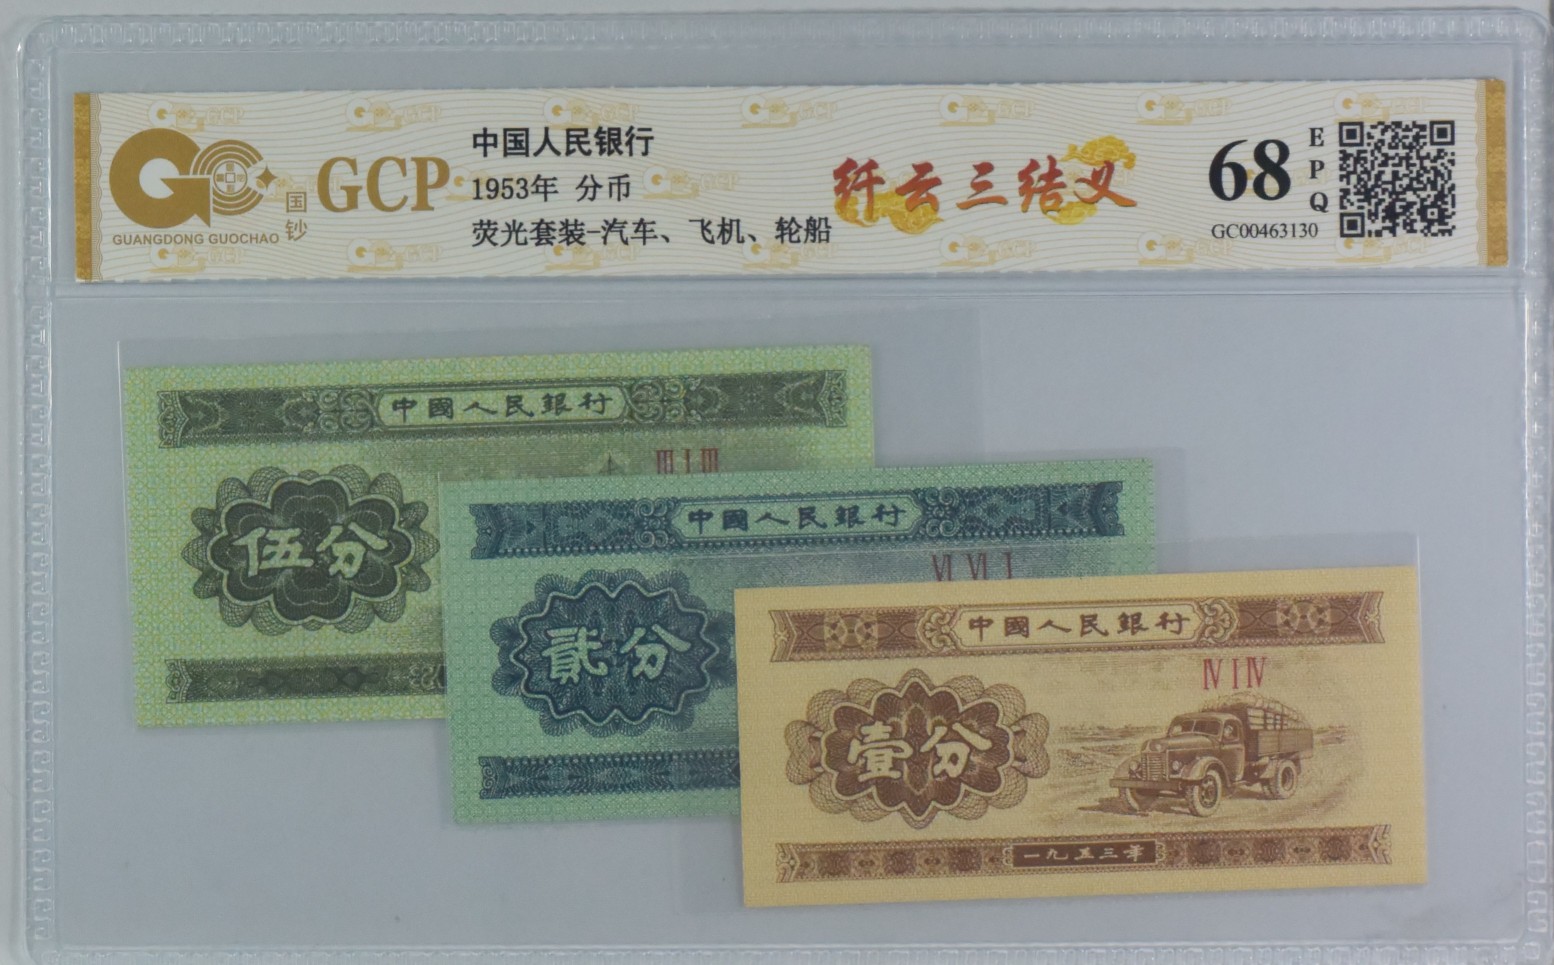 GUANGDONG GUOCHAO
国钞
GCP
中国人民银行
1953年 分币
荧光套装-汽车、飞机、轮船
纤云三结义
68
EPQ
GC00463130
中國人民銀行
III I III
伍分
中國人民銀行
VI VI I
貳分
中國人民銀行
IV I IV
壹分
一九五三年